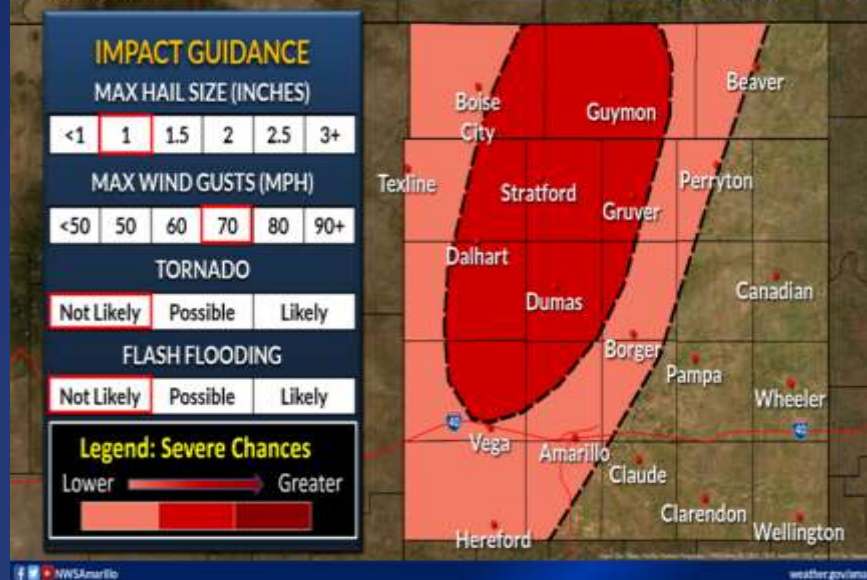 IMPACT GUIDANCE
MAX HAIL SIZE (INCHES)
<1 1 1.5 2 2.5 3+
MAX WIND GUSTS (MPH)
<50 50 60 70 80 90+
TORNADO
Not Likely Possible Likely
FLASH FLOODING
Not Likely Possible Likely
Legend: Severe Chances
Lower Greater
Beaver
Boise
City
Guymon
Texline
Perryton
Stratford
Gruver
Dalhart
Canadian
Dumas
Borger
Pampa
Wheeler
40
40
Vega
Amarillo
Claude
Clarendon
Hereford
Wellington
NWSAmarillo